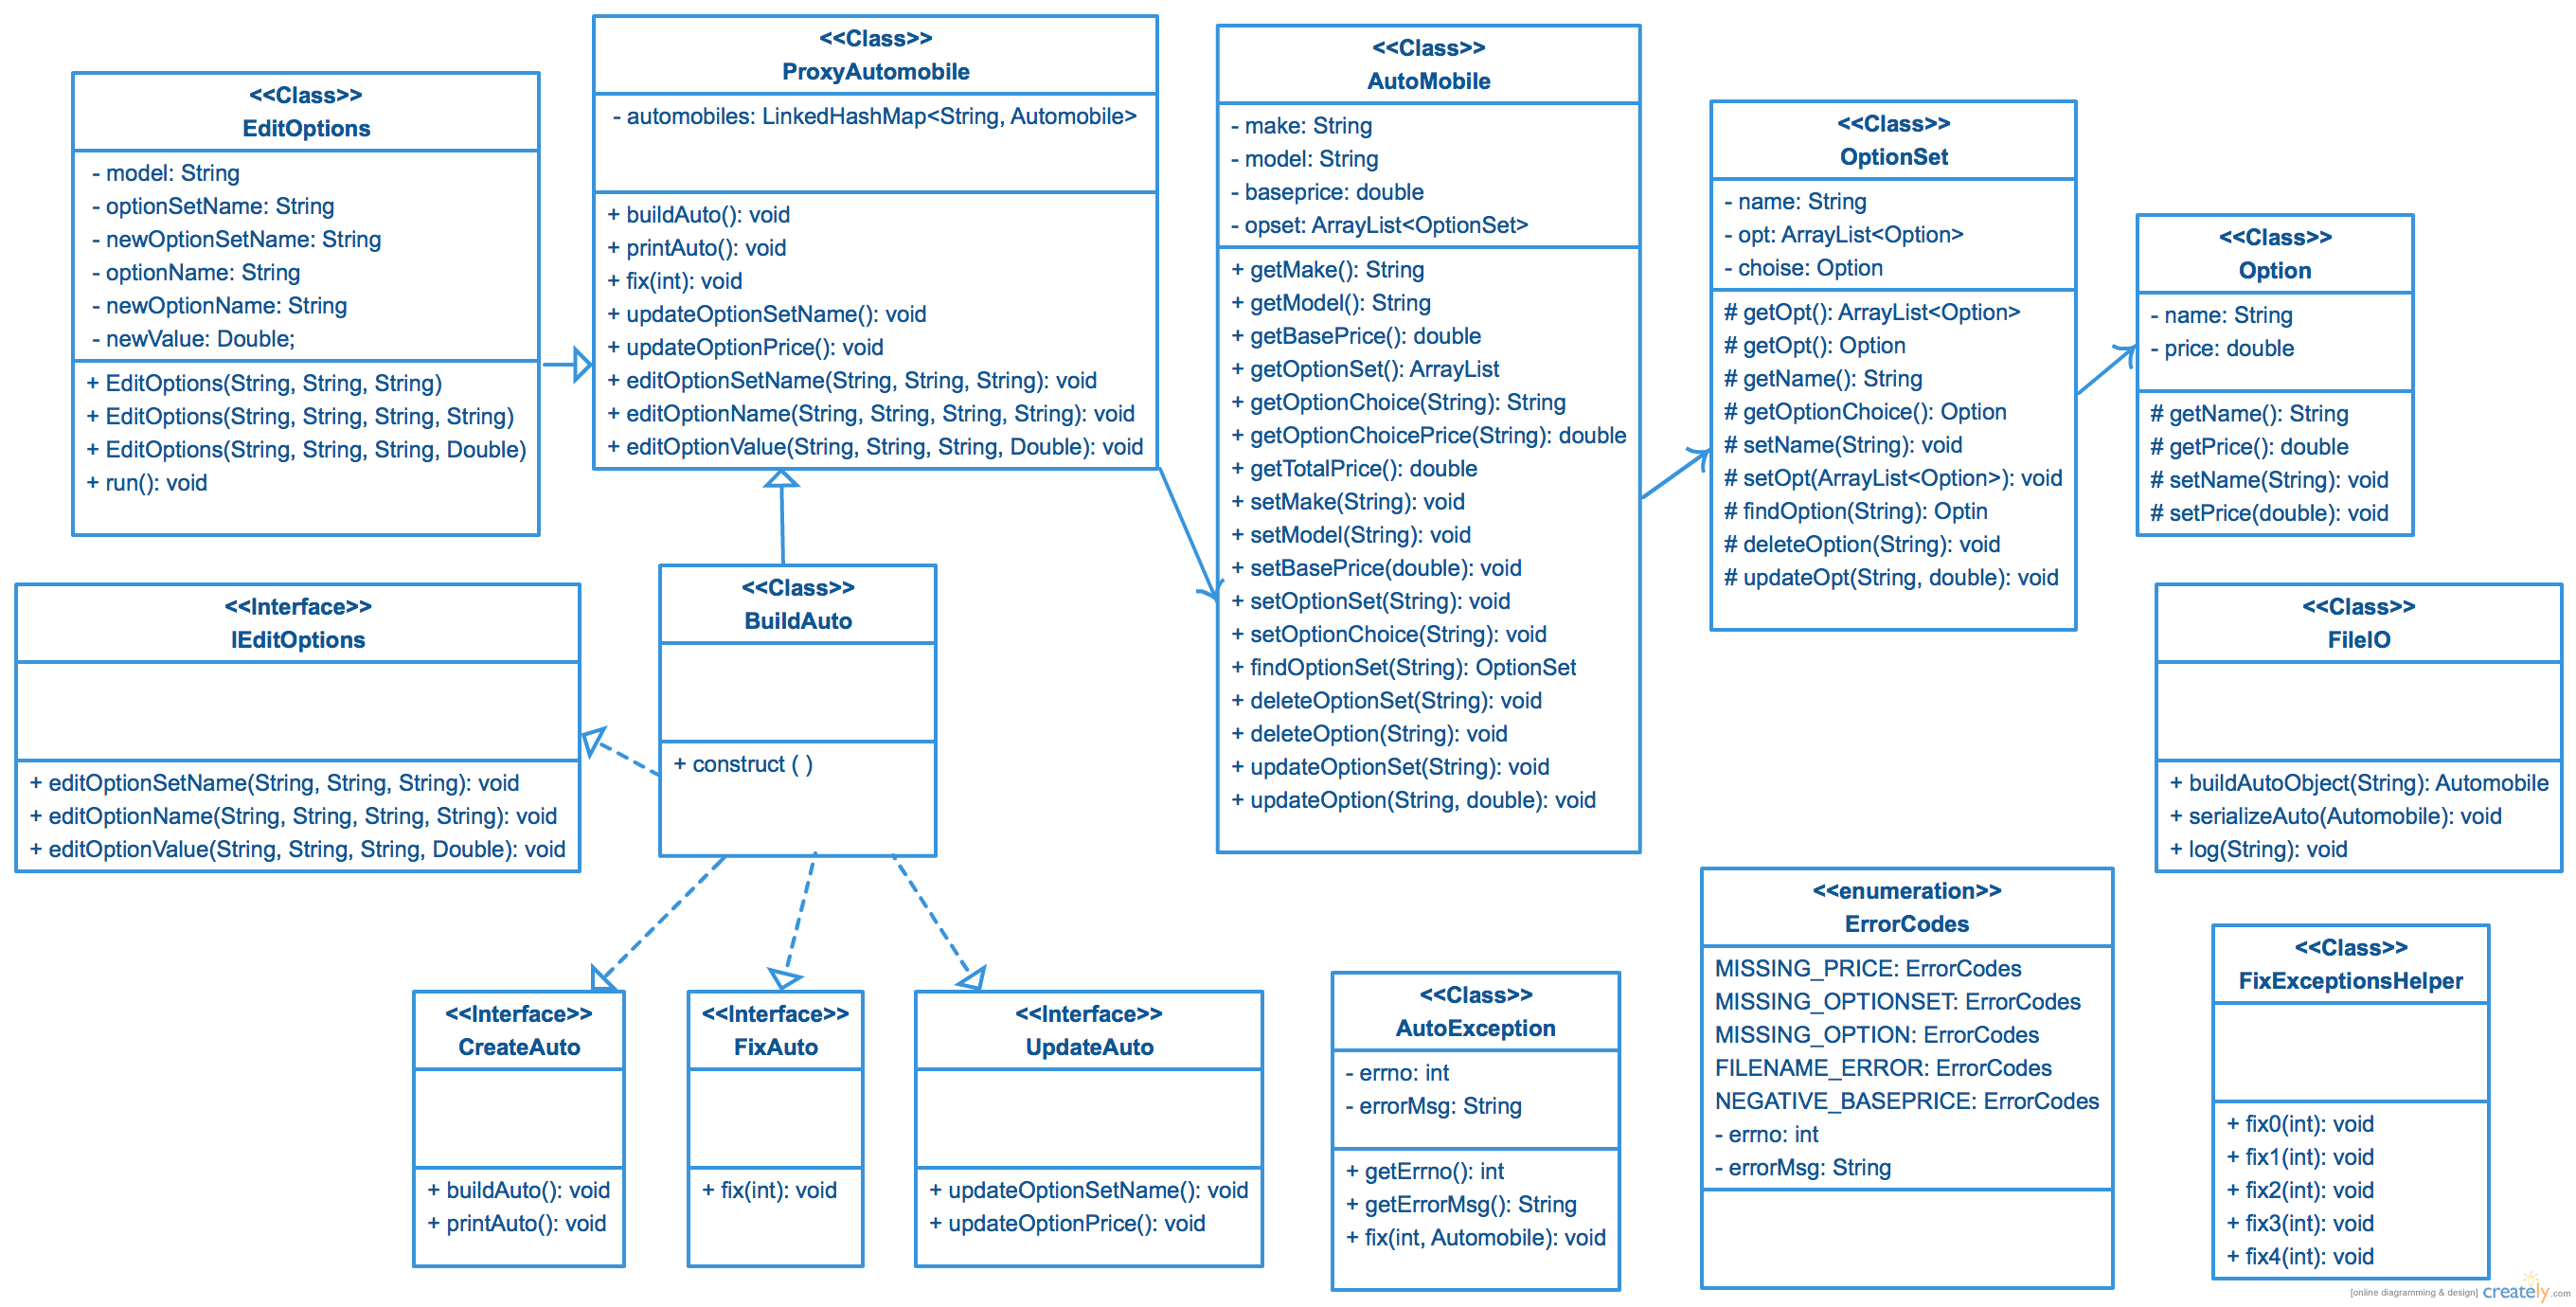 <<Class>>
EditOptions
- model: String
- optionSetName: String
- newOptionSetName: String
- optionName: String
- newOptionName: String
- newValue: Double;
+ EditOptions(String, String, String)
+ EditOptions(String, String, String, String)
+ EditOptions(String, String, String, Double)
+ run(): void
<<Class>>
ProxyAutomobile
- automobiles: LinkedHashMap<String, Automobile>
+ buildAuto(): void
+ printAuto(): void
+ fix(int): void
+ updateOptionSetName(): void
+ updateOptionPrice(): void
+ editOptionSetName(String, String, String): void
+ editOptionName(String, String, String, String): void
+ editOptionValue(String, String, String, Double): void
<<Class>>
AutoMobile
- make: String
- model: String
- baseprice: double
- opset: ArrayList<OptionSet>
+ getMake(): String
+ getModel(): String
+ getBasePrice(): double
+ getOptionSet(): ArrayList
+ getOptionChoice(String): String
+ getOptionChoicePrice(String): double
+ getTotalPrice(): double
+ setMake(String): void
+ setModel(String): void
+ setBasePrice(double): void
+ setOptionSet(String): void
+ setOptionChoice(String): void
+ findOptionSet(String): OptionSet
+ deleteOptionSet(String): void
+ deleteOption(String): void
+ updateOptionSet(String): void
+ updateOption(String, double): void
<<Class>>
OptionSet
- name: String
- opt: ArrayList<Option>
- choise: Option
# getOpt(): ArrayList<Option>
# getOpt(): Option
# getName(): String
# getOptionChoice(): Option
# setName(String): void
# setOpt(ArrayList<Option>): void
# findOption(String): Optin
# deleteOption(String): void
# updateOpt(String, double): void
<<Class>>
Option
- name: String
- price: double
# getName(): String
# getPrice(): double
# setName(String): void
# setPrice(double): void
<<Interface>>
IEditOptions
+ editOptionSetName(String, String, String): void
+ editOptionName(String, String, String, String): void
+ editOptionValue(String, String, String, Double): void
<<Class>>
BuildAuto
+ construct ( )
<<Class>>
FileIO
+ buildAutoObject(String): Automobile
+ serializeAuto(Automobile): void
+ log(String): void
<<Interface>>
CreateAuto
+ buildAuto(): void
+ printAuto(): void
<<Interface>>
FixAuto
+ fix(int): void
<<Interface>>
UpdateAuto
+ updateOptionSetName(): void
+ updateOptionPrice(): void
<<Class>>
AutoException
- errno: int
- errorMsg: String
+ getErrno(): int
+ getErrorMsg(): String
+ fix(int, Automobile): void
<<enumeration>>
ErrorCodes
MISSING_PRICE: ErrorCodes
MISSING_OPTIONSET: ErrorCodes
MISSING_OPTION: ErrorCodes
FILENAME_ERROR: ErrorCodes
NEGATIVE_BASEPRICE: ErrorCodes
- errno: int
- errorMsg: String
<<Class>>
FixExceptionsHelper
+ fix0(int): void
+ fix1(int): void
+ fix2(int): void
+ fix3(int): void
+ fix4(int): void
[online diagramming & design] creately.com